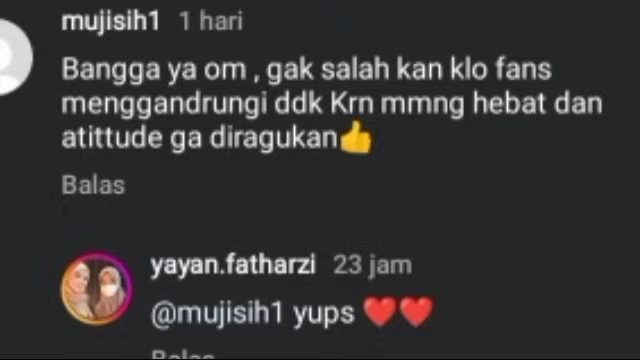 mujisih1 1 hari
Bangga ya om , gak salah kan klo fans
menggandrungi ddk Krn mmng hebat dan
atittude ga diragukan👍
Balas
yayan.fatharzi 23 jam
@mujisih1 yups ❤️❤️
Balas